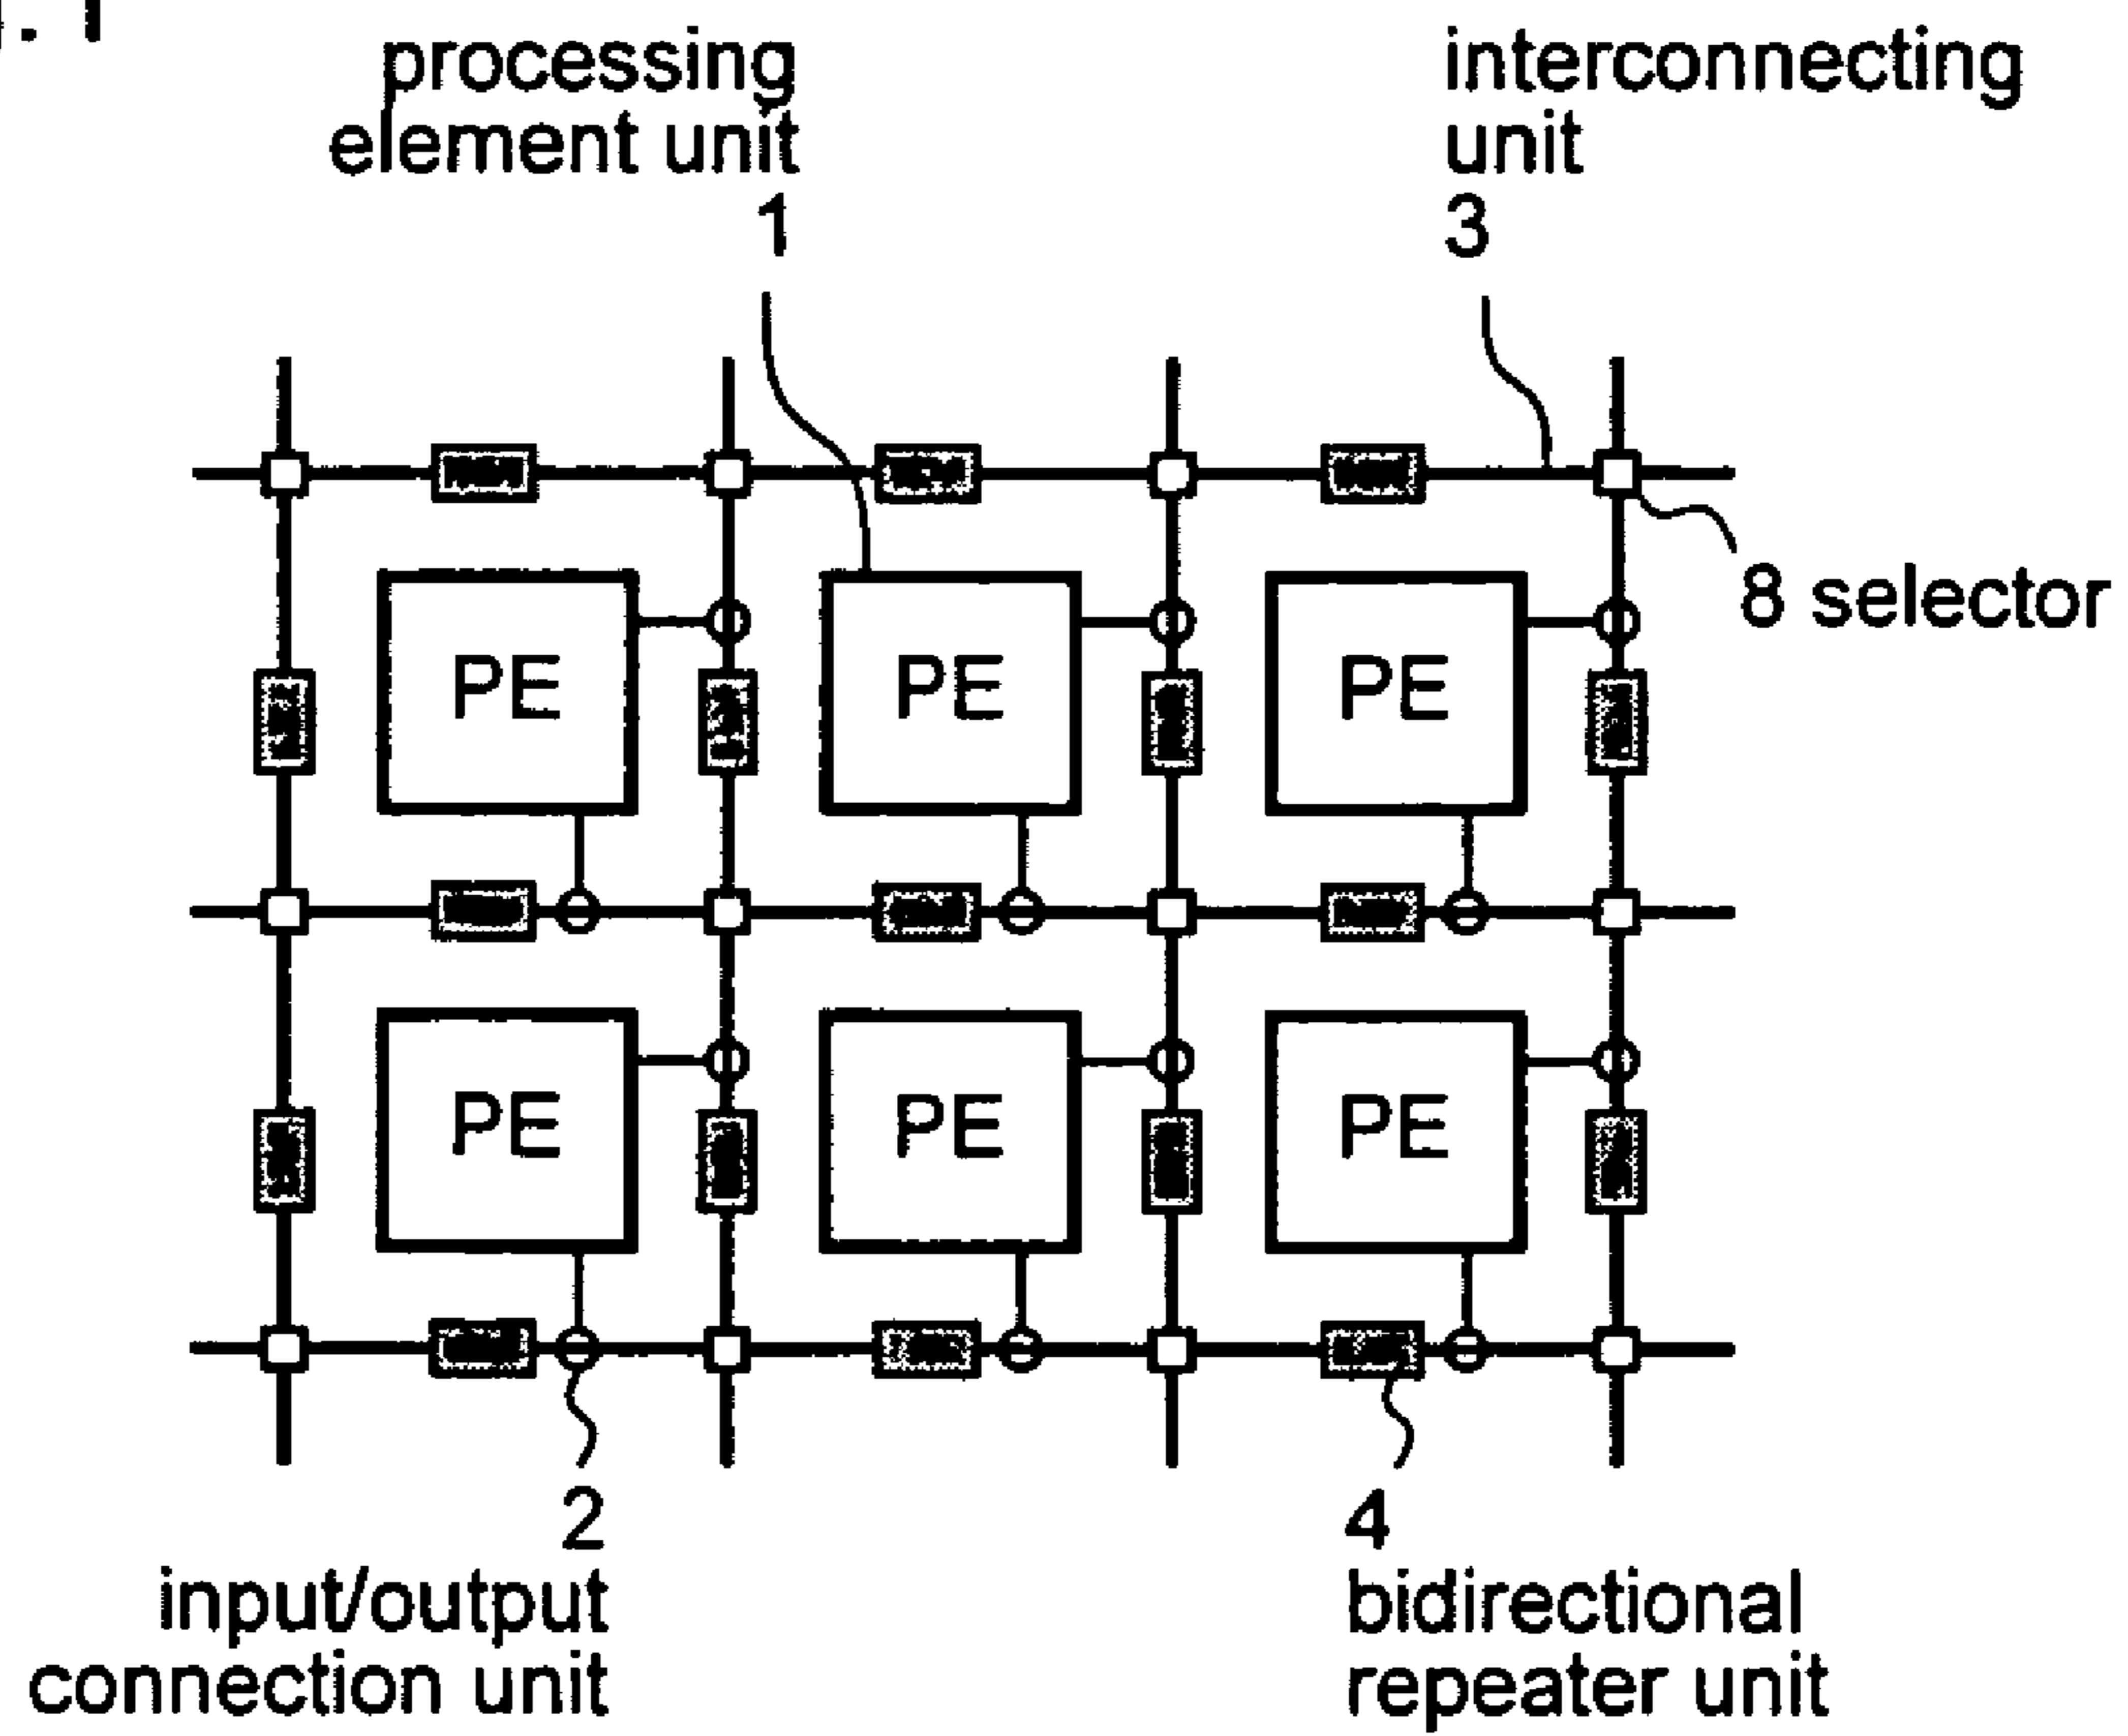 . 1
processing
element unit
1
interconnecting
unit
3
8 selector
PE PE PE
PE PE PE
2
input/output
connection unit
4
bidirectional
repeater unit